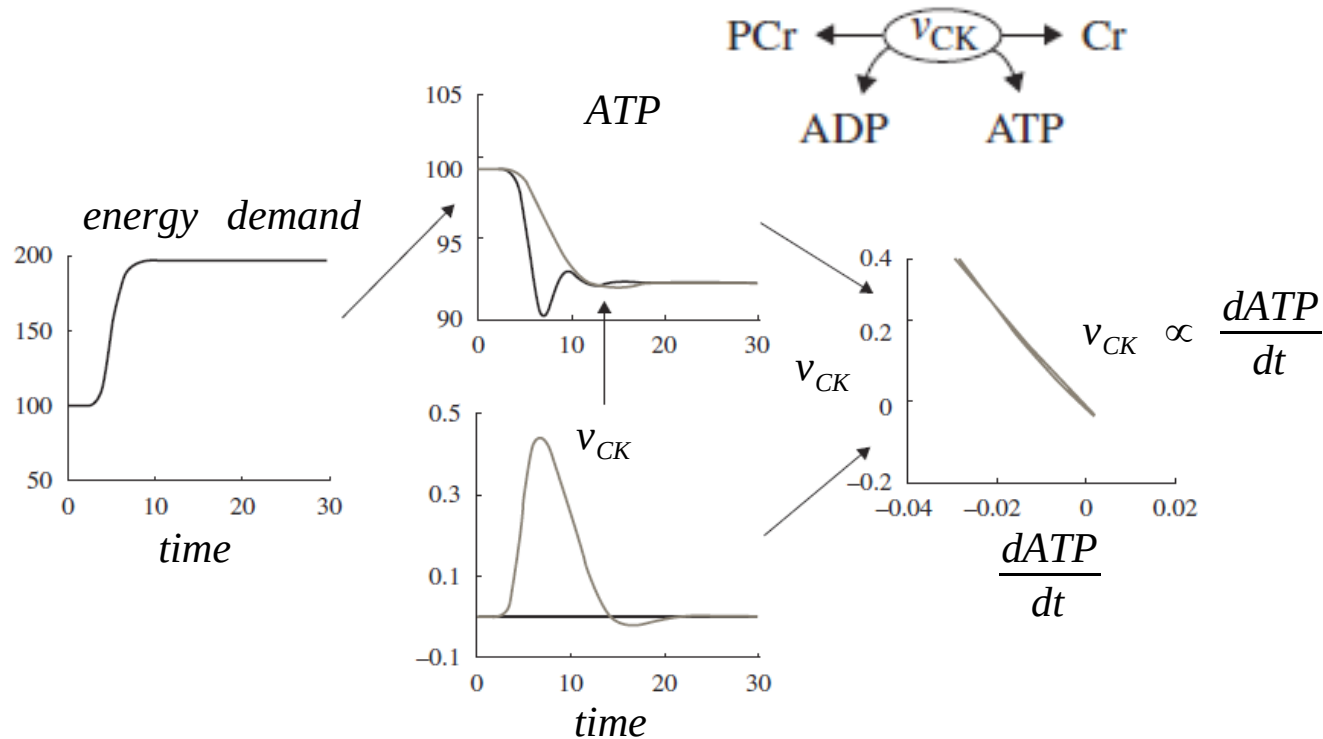 PCr v_CK Cr
ADP ATP
energy demand
200
150
100
50
0 10 20 30
time
ATP
105
100
95
90
0 10 20 30
v_CK
0.5
0.3
0.1
–0.1
0 10 20 30
time
v_CK
0.4
0.2
0
–0.2
–0.04 –0.02 0 0.02
dATP
dt
v_CK ∝ dATP
dt